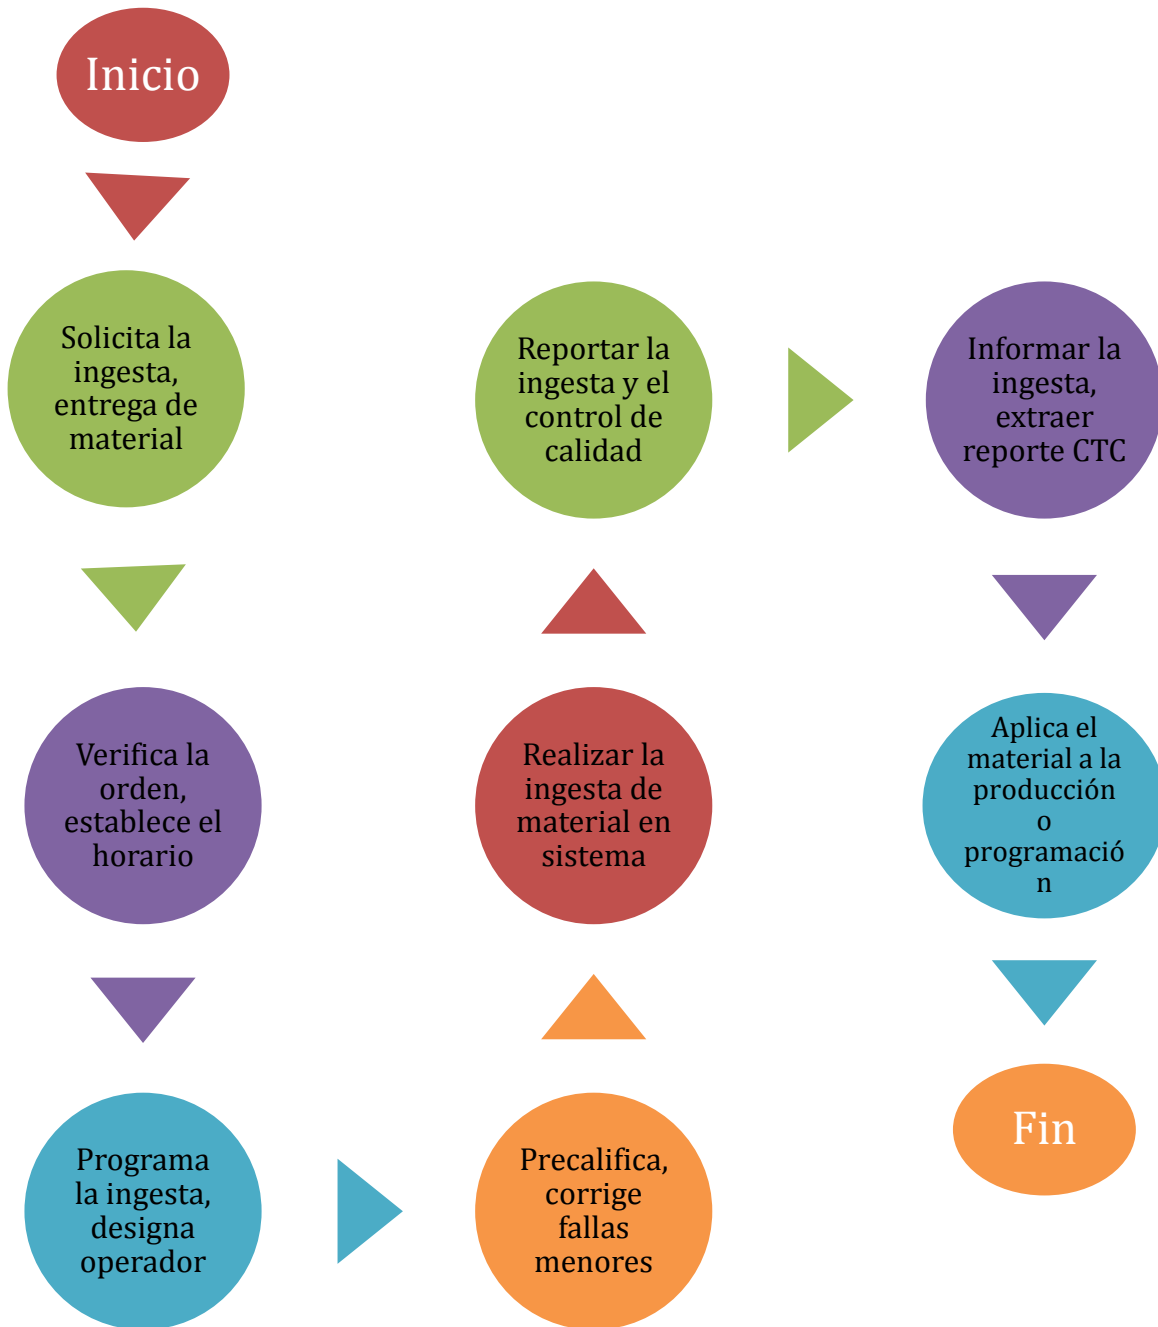 Inicio
Solicita la
ingesta,
entrega de
material
Verifica la
orden,
establece el
horario
Programa
la ingesta,
designa
operador
Precalifica,
corrige
fallas
menores
Realizar la
ingesta de
material en
sistema
Reportar la
ingesta y el
control de
calidad
Informar la
ingesta,
extraer
reporte CTC
Aplica el
material a la
producción
o
programació
n
Fin